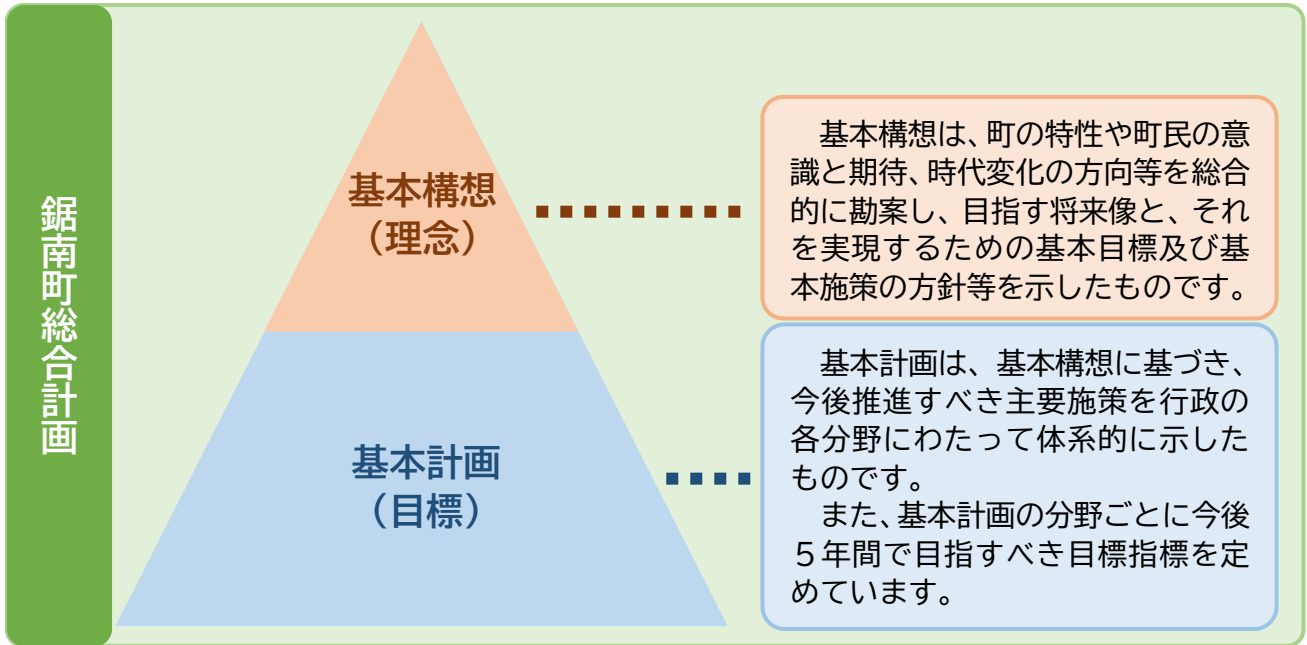 鋸南町総合計画
基本構想
（理念）
基本構想は、町の特性や町民の意
識と期待、時代変化の方向等を総合
的に勘案し、目指す将来像と、それ
を実現するための基本目標及び基
本施策の方針等を示したものです。
基本計画
（目標）
基本計画は、基本構想に基づき、
今後推進すべき主要施策を行政の
各分野にわたって体系的に示した
ものです。
また、基本計画の分野ごとに今後
５年間で目指すべき目標指標を定
めています。